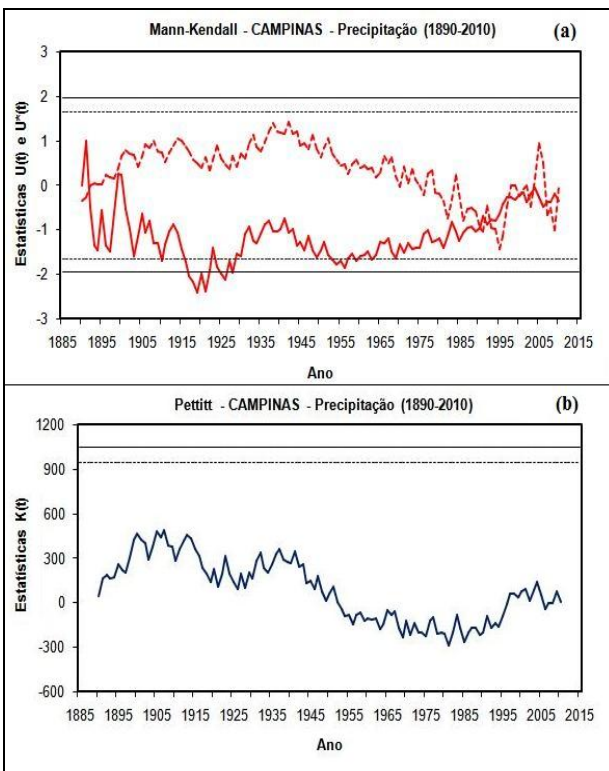 Mann-Kendall - CAMPINAS - Precipitação (1890-2010) (a)
Estatísticas U(t) e U*(t)
3
2
1
0
-1
-2
-3
1885 1895 1905 1915 1925 1935 1945 1955 1965 1975 1985 1995 2005 2015
Ano
Pettitt - CAMPINAS - Precipitação (1890-2010) (b)
Estatísticas K(t)
1200
900
600
300
0
-300
-600
1885 1895 1905 1915 1925 1935 1945 1955 1965 1975 1985 1995 2005 2015
Ano